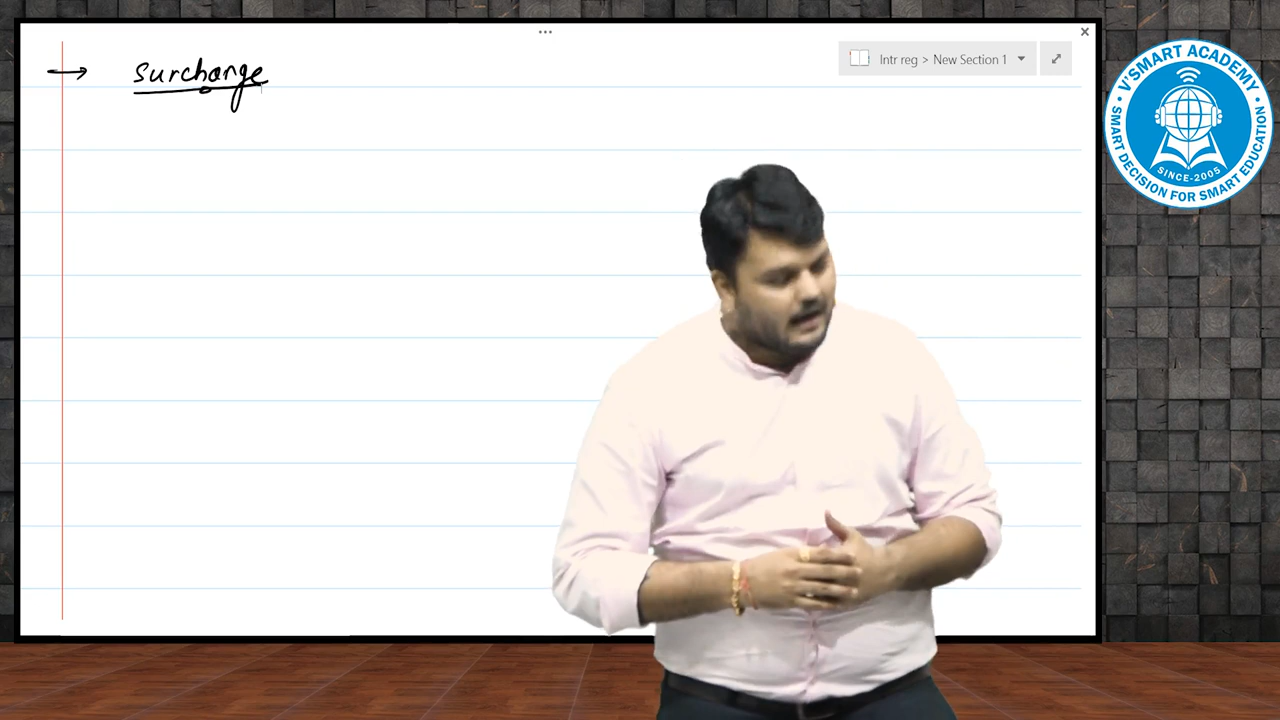 → Surcharge
...
×
Intr reg > New Section 1
V'SMART ACADEMY
SINCE-2005
• SMART DECISION FOR SMART EDUCATION •